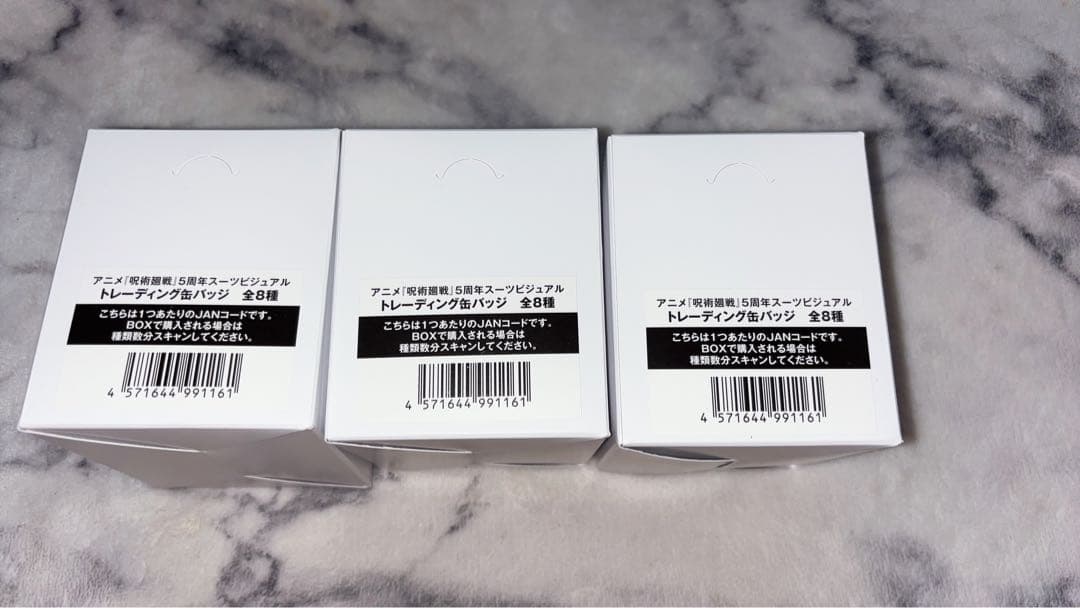 アニメ『呪術廻戦』5周年スーツビジュアル
トレーディング缶バッジ 全8種
こちらは1つあたりのJANコードです。
BOXで購入される場合は
種類数分スキャンしてください。
4 571644 991161
アニメ『呪術廻戦』5周年スーツビジュアル
トレーディング缶バッジ 全8種
こちらは1つあたりのJANコードです。
BOXで購入される場合は
種類数分スキャンしてください。
4 571644 991161
アニメ『呪術廻戦』5周年スーツビジュアル
トレーディング缶バッジ 全8種
こちらは1つあたりのJANコードです。
BOXで購入される場合は
種類数分スキャンしてください。
4 571644 991161